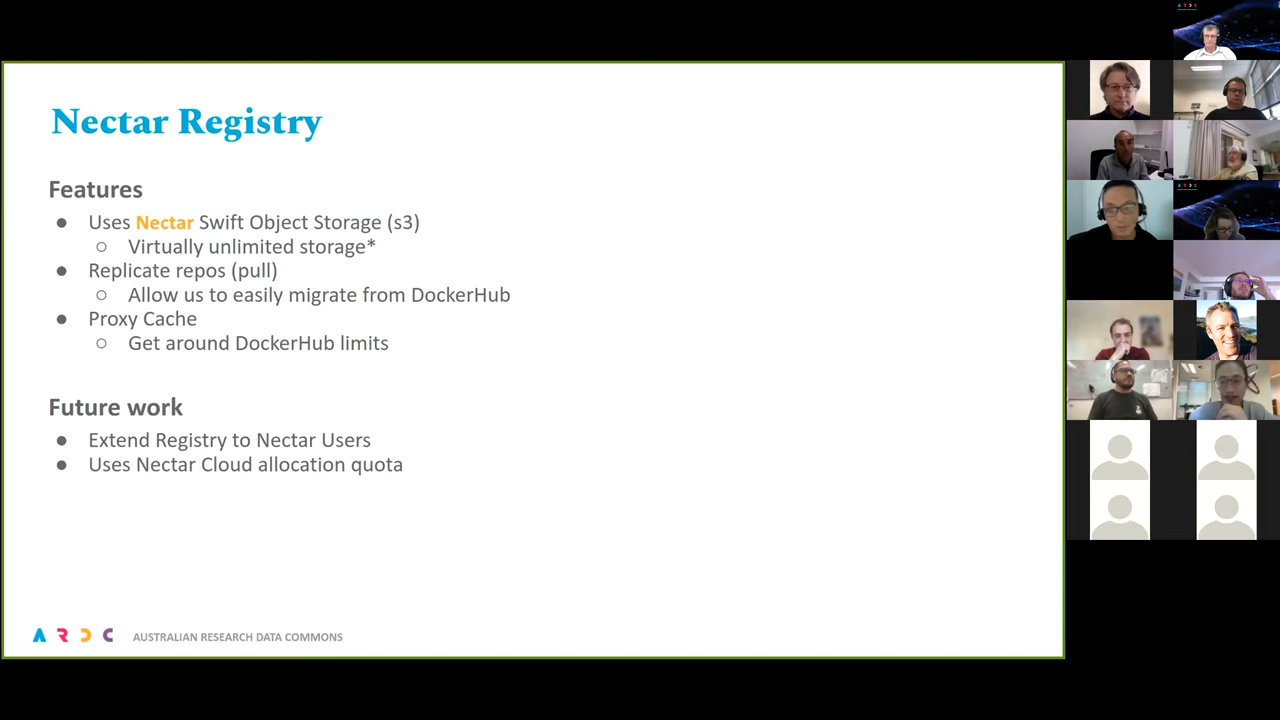 Nectar Registry
Features
● Uses Nectar Swift Object Storage (s3)
○ Virtually unlimited storage*
● Replicate repos (pull)
○ Allow us to easily migrate from DockerHub
● Proxy Cache
○ Get around DockerHub limits
Future work
● Extend Registry to Nectar Users
● Uses Nectar Cloud allocation quota
A R D C AUSTRALIAN RESEARCH DATA COMMONS